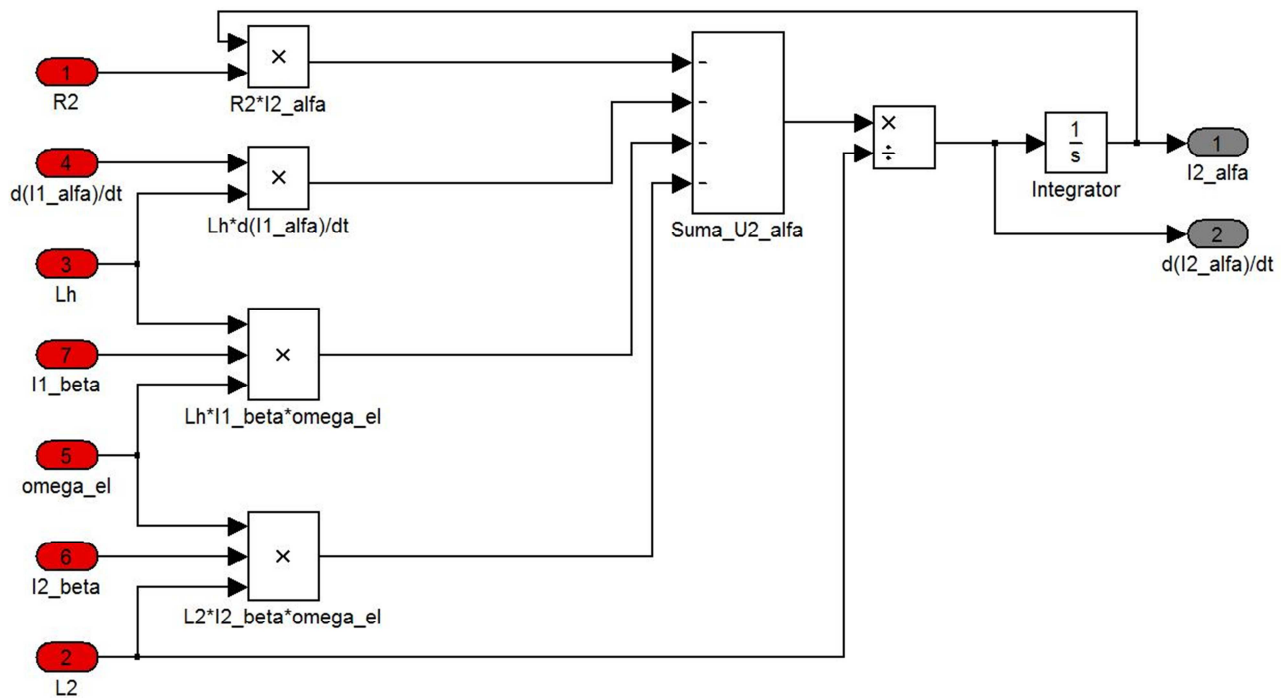 ×
R2*I2_alfa
1
R2
4
d(I1_alfa)/dt
×
Lh*d(I1_alfa)/dt
3
Lh
×
Lh*I1_beta*omega_el
7
I1_beta
5
omega_el
×
L2*I2_beta*omega_el
6
I2_beta
2
L2
-
-
-
-
Suma_U2_alfa
×
÷
1
s
Integrator
1
I2_alfa
2
d(I2_alfa)/dt